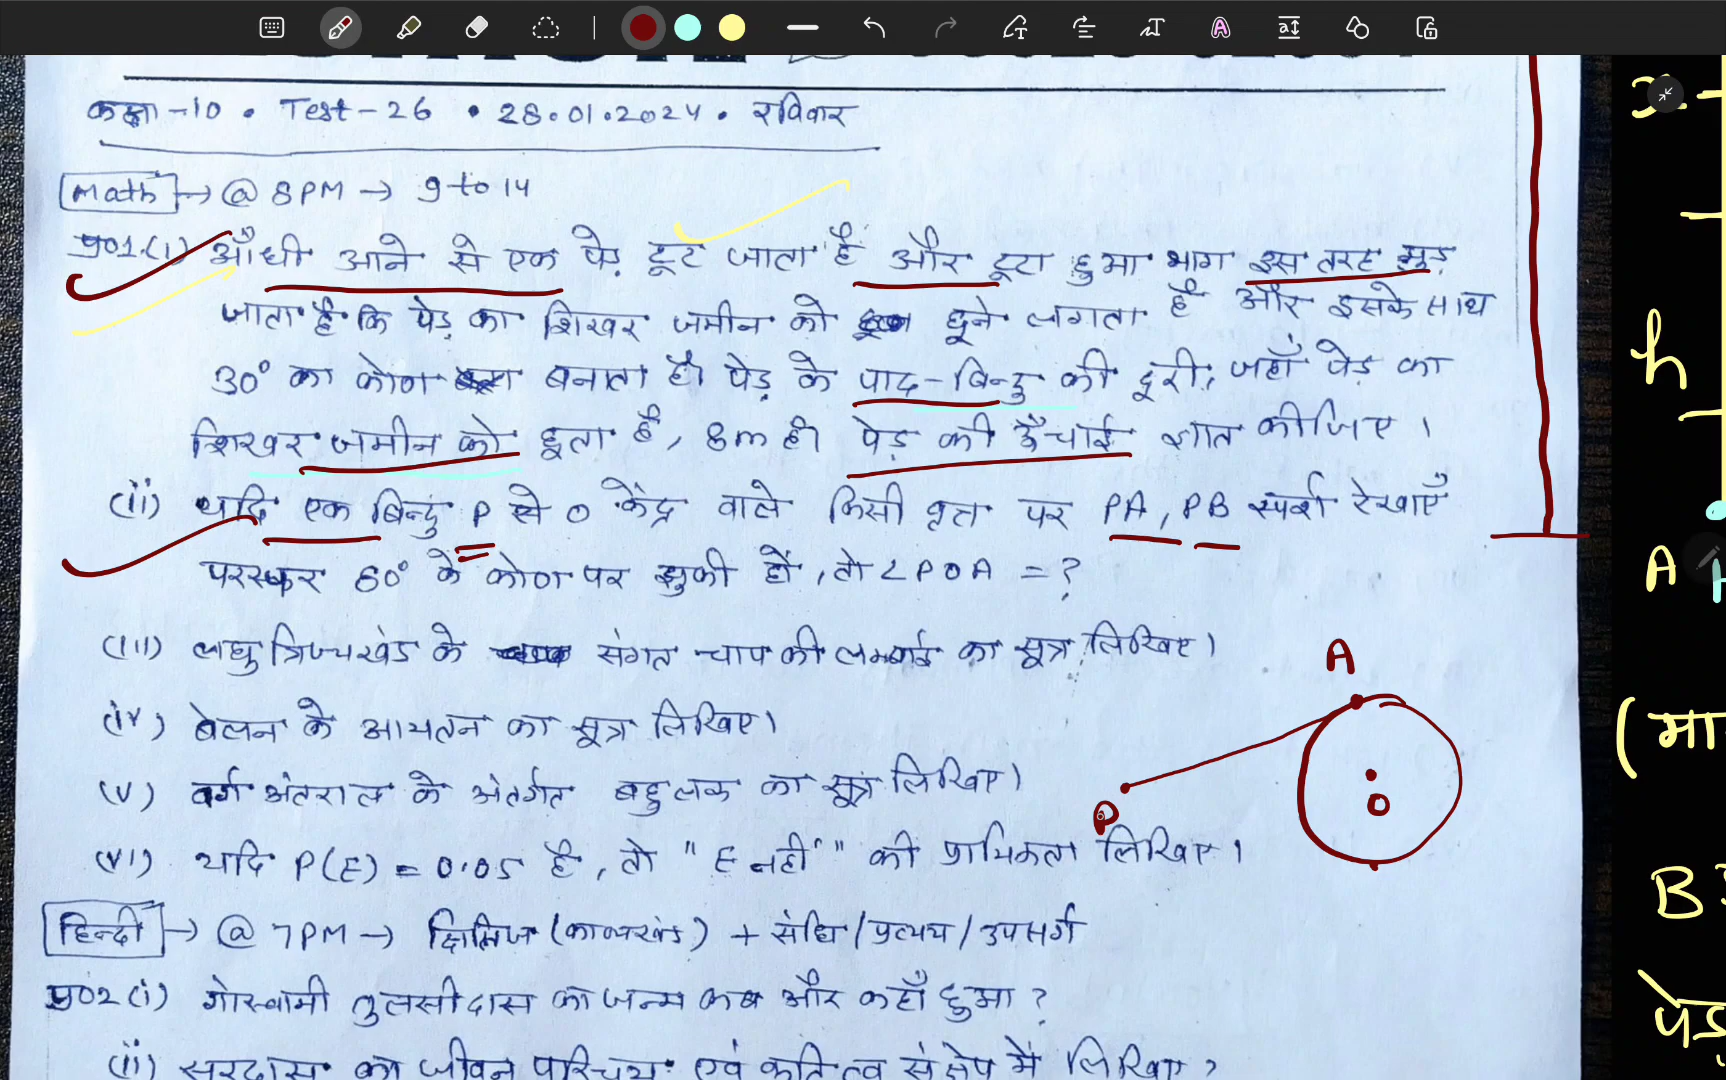 कक्षा -10 • Test-26 • 28.01.2024 • रविवार
Math → @ 8PM → 9 to 14
प्र01.(i) आँधी आने से एक पेड़ टूट जाता है और टूटा हुआ भाग इस तरह मुड़
जाता है कि पेड़ का शिखर जमीन को छूने लगता है और इसके साथ
30° का कोण बनाता है। पेड़ के पाद-बिन्दु की दूरी, जहाँ पेड़ का
शिखर जमीन को छूता है, 8m है। पेड़ की ऊँचाई ज्ञात कीजिए।
(ii) यदि एक बिन्दु P से O केंद्र वाले किसी वृत्त पर PA, PB स्पर्श रेखाएँ
परस्पर 80° के कोण पर झुकी हों, तो ∠POA = ?
(iii) लघु त्रिज्यखंड के संगत चाप की लम्बाई का सूत्र लिखिए।
A
(iv) बेलन के आयतन का सूत्र लिखिए।
(मा
O
P
(v) वर्ग अंतराल के अंतर्गत बहुलक का सूत्र लिखिए।
(vi) यदि P(E) = 0.05 है, तो "E नहीं" की प्रायिकता लिखिए।
हिन्दी → @ 7PM → क्षितिज (काव्यखंड) + संधि/प्रत्यय/उपसर्ग
प्र02(i) गोस्वामी तुलसीदास का जन्म कब और कहाँ हुआ ?
(ii) सूरदास का जीवन परिचय एवं कृतित्व संक्षेप में लिखिए?
h
A
B
पेड़